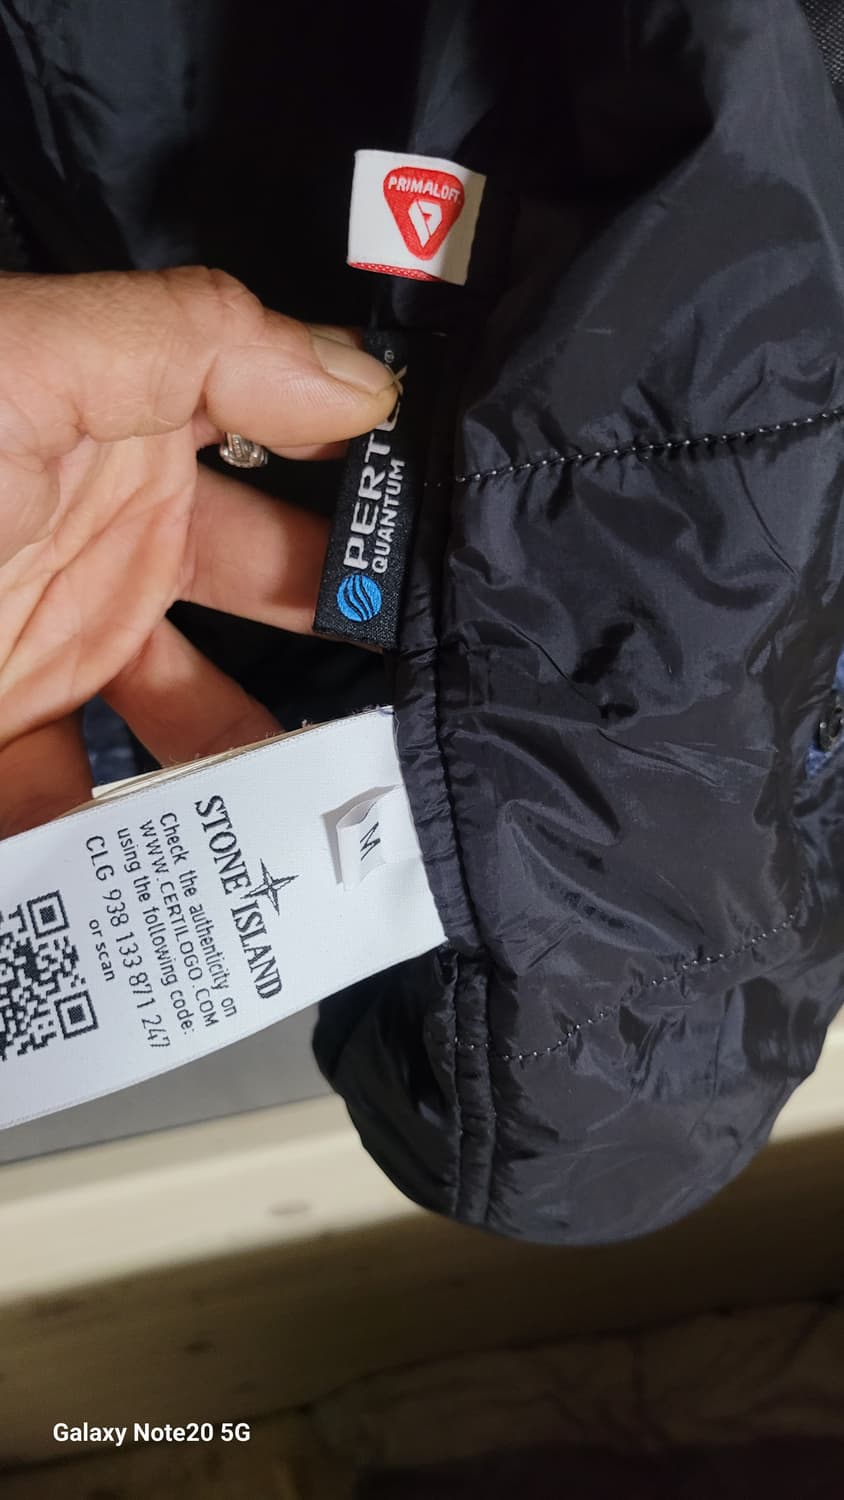 PRIMALOFT
PERTEX®
QUANTUM
M
STONE ISLAND
Check the authenticity on
WWW.CERTILOGO.COM
using the following code:
CLG 938 133 871 247
or scan
Galaxy Note20 5G